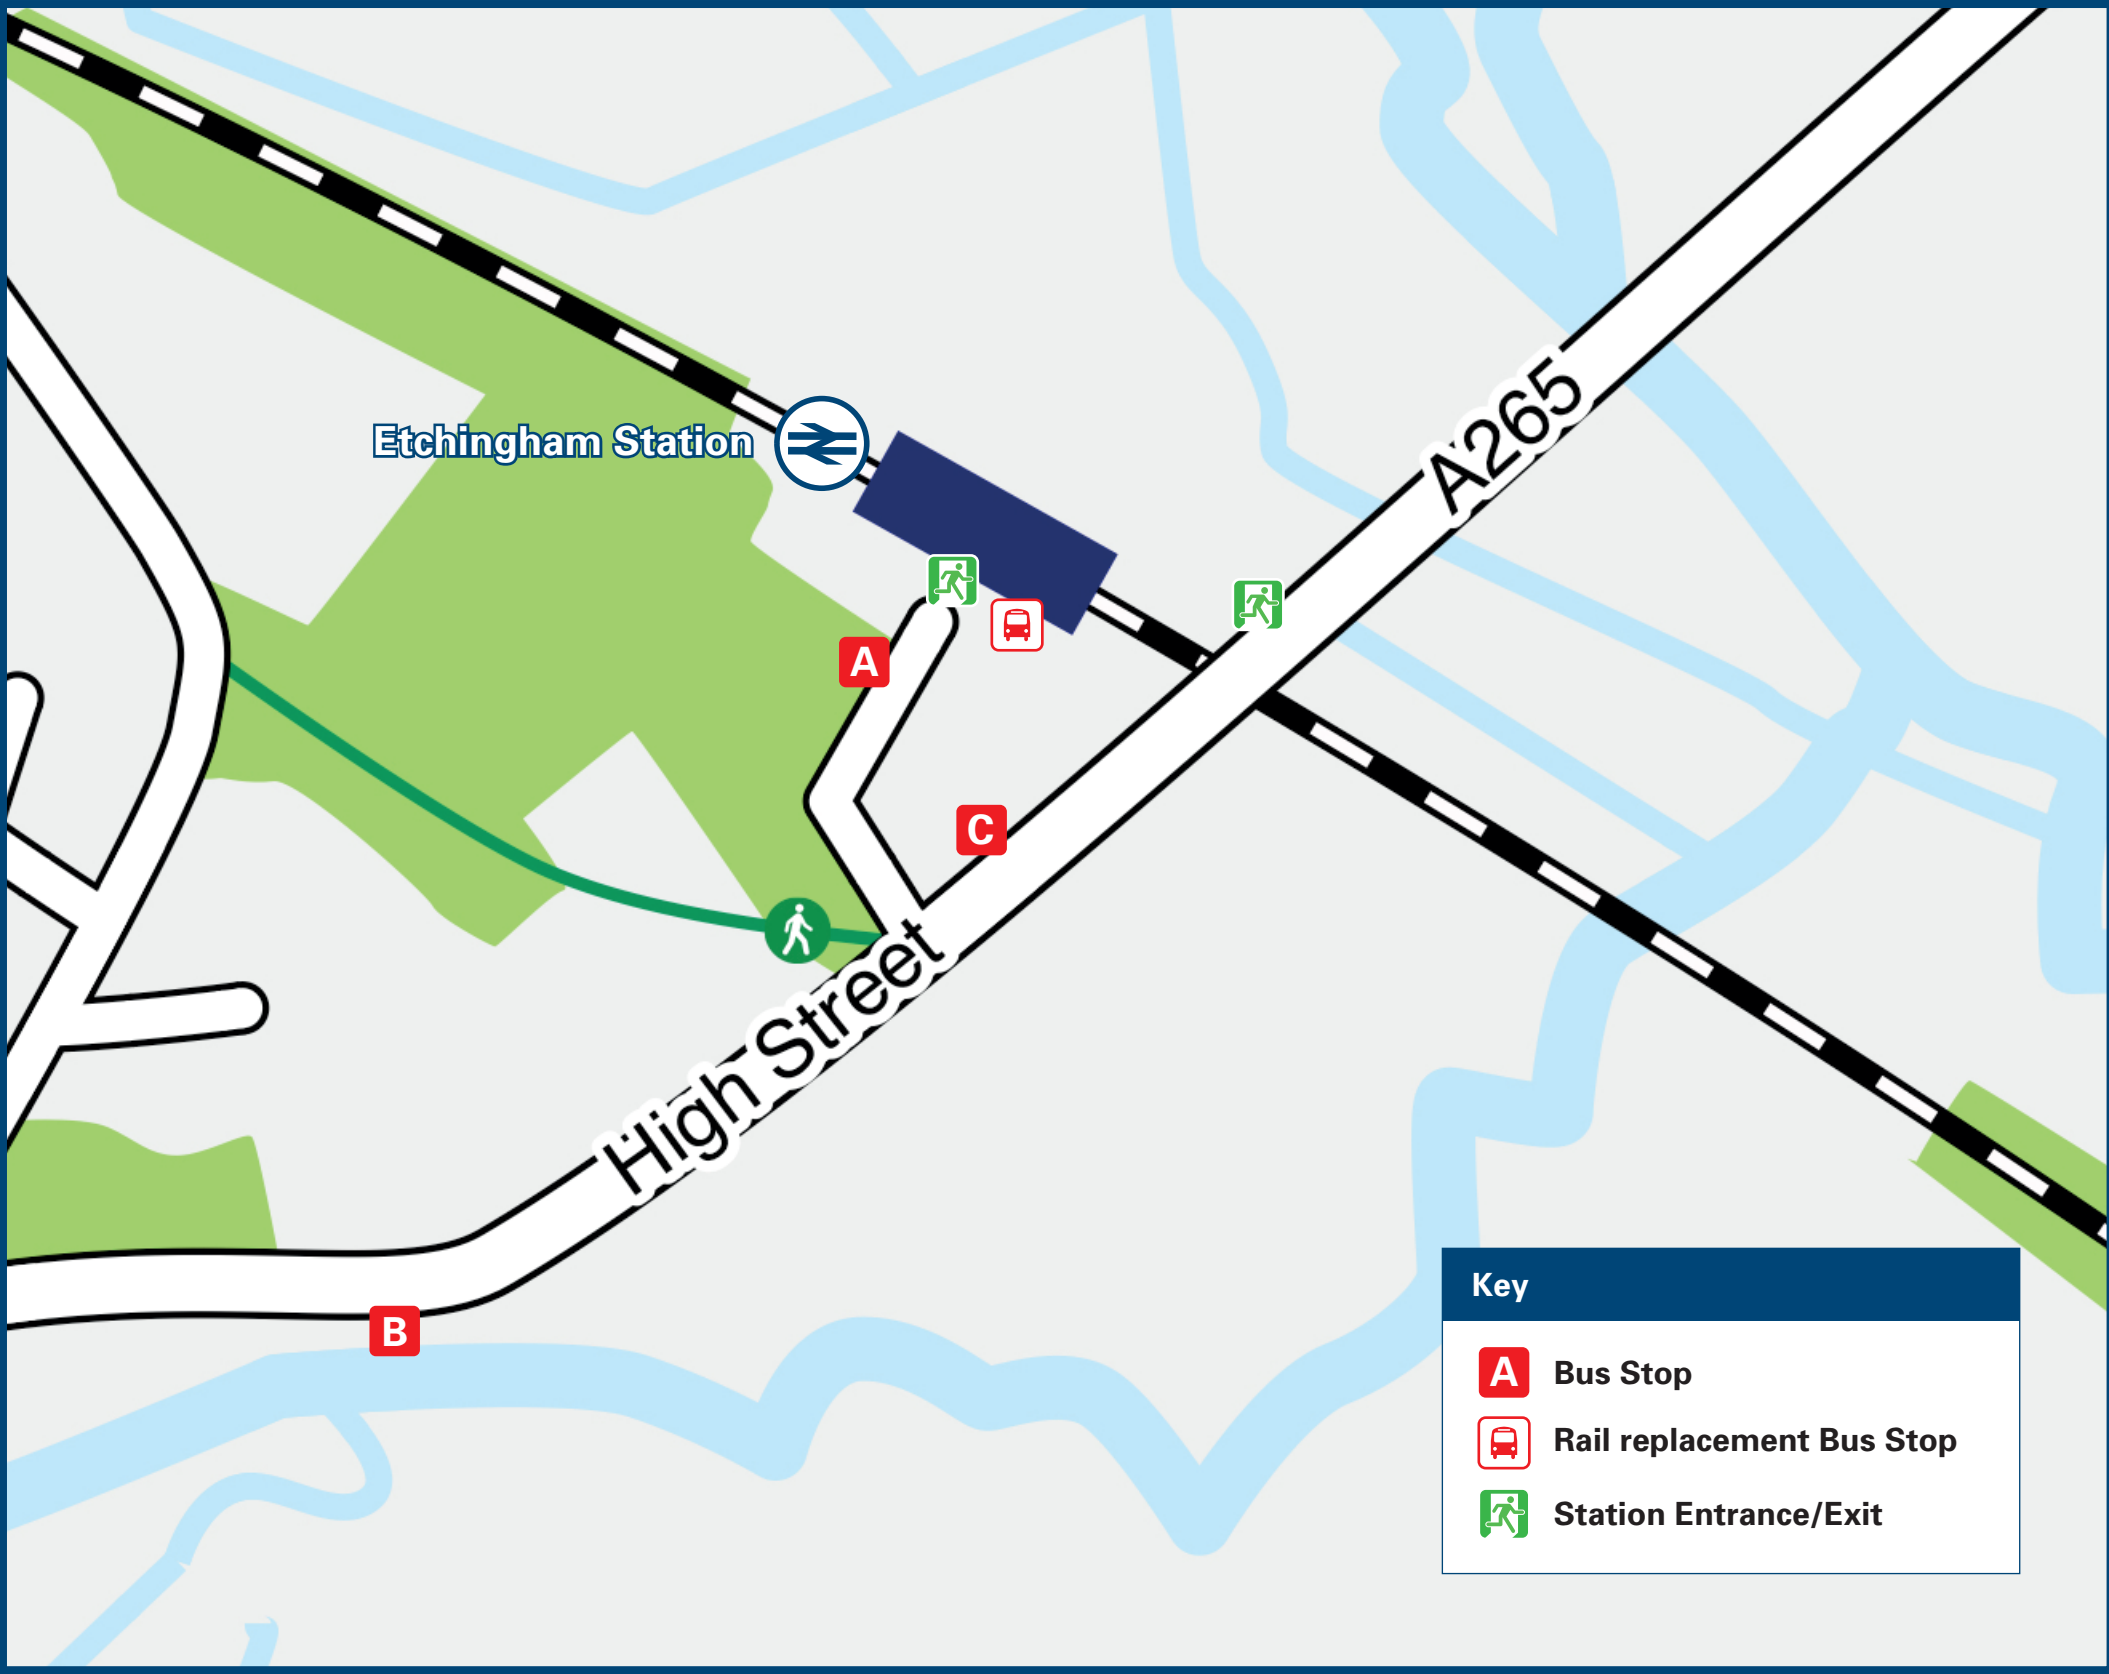 A265
Etchingham Station
A
C
High Street
B
Key
A Bus Stop
Rail replacement Bus Stop
Station Entrance/Exit